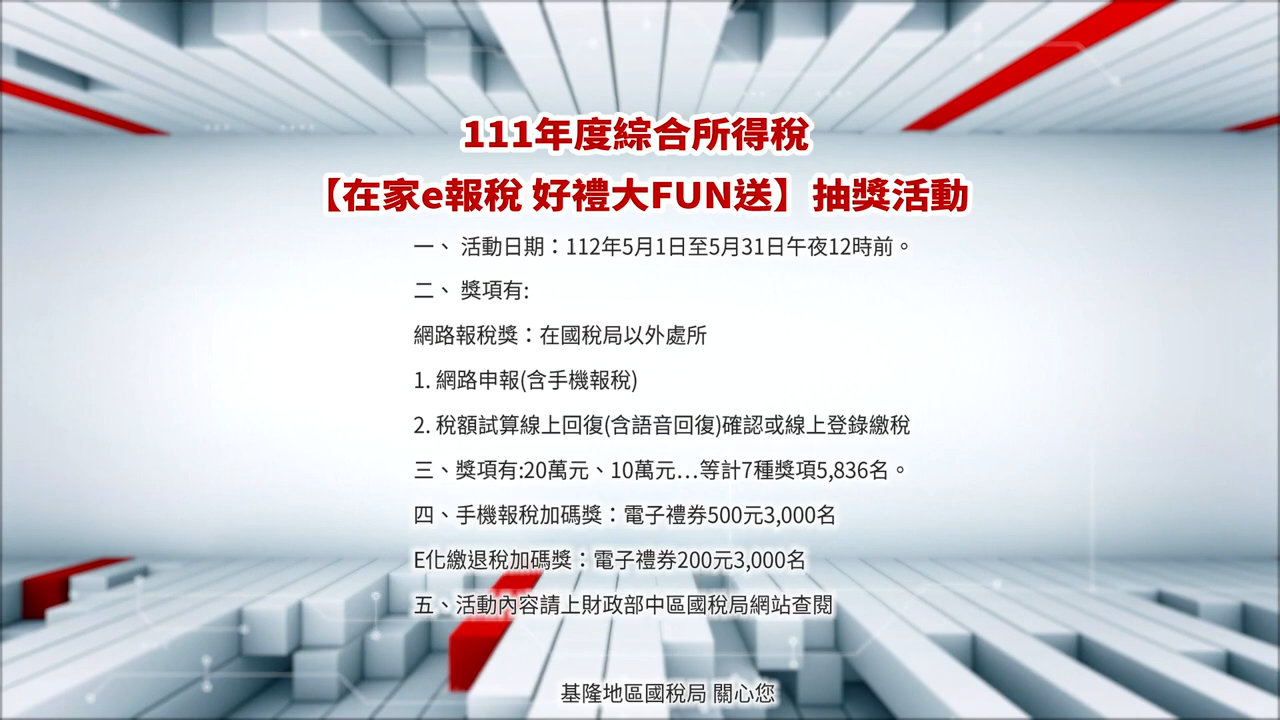 111年度綜合所得稅
【在家e報稅 好禮大FUN送】抽獎活動
一、 活動日期：112年5月1日至5月31日午夜12時前。
二、 獎項有:
網路報稅獎：在國稅局以外處所
1. 網路申報(含手機報稅)
2. 稅額試算線上回復(含語音回復)確認或線上登錄繳稅
三、獎項有:20萬元、10萬元…等計7種獎項5,836名。
四、手機報稅加碼獎：電子禮券500元3,000名
E化繳退稅加碼獎：電子禮券200元3,000名
五、活動內容請上財政部中區國稅局網站查閱
基隆地區國稅局 關心您